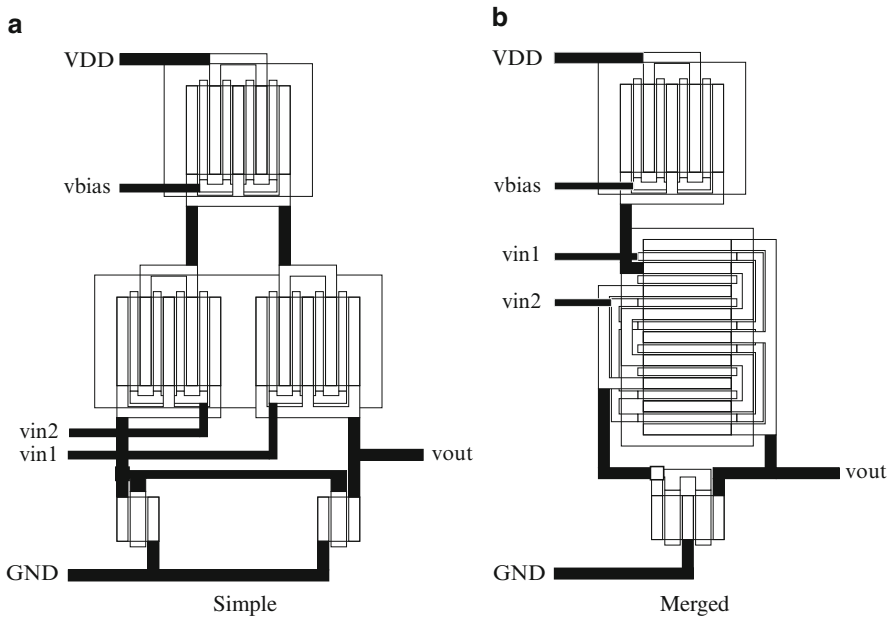 a
VDD
vbias
vin2
vin1
vout
GND
Simple
b
VDD
vbias
vin1
vin2
vout
GND
Merged